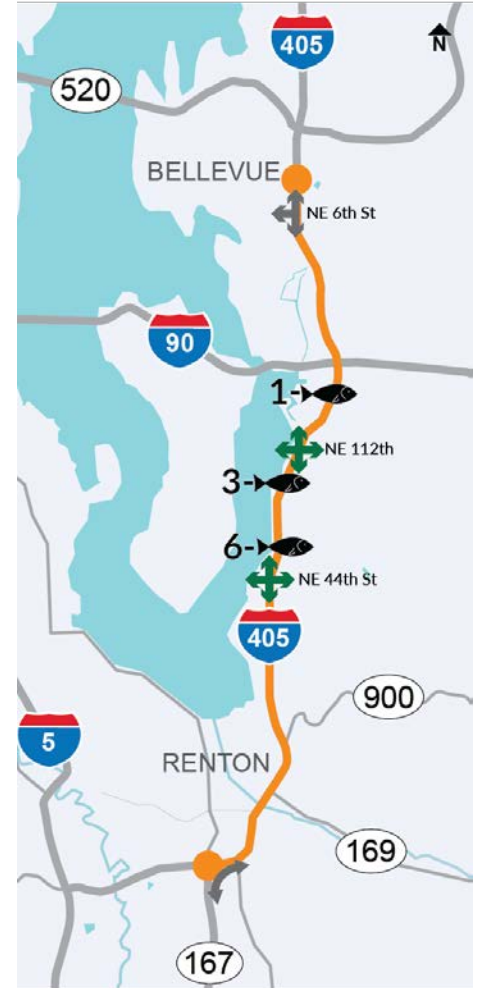 405
N
520
BELLEVUE
NE 6th St
90
1-
NE 112th
3-
6-
NE 44th St
405
900
5
RENTON
169
167